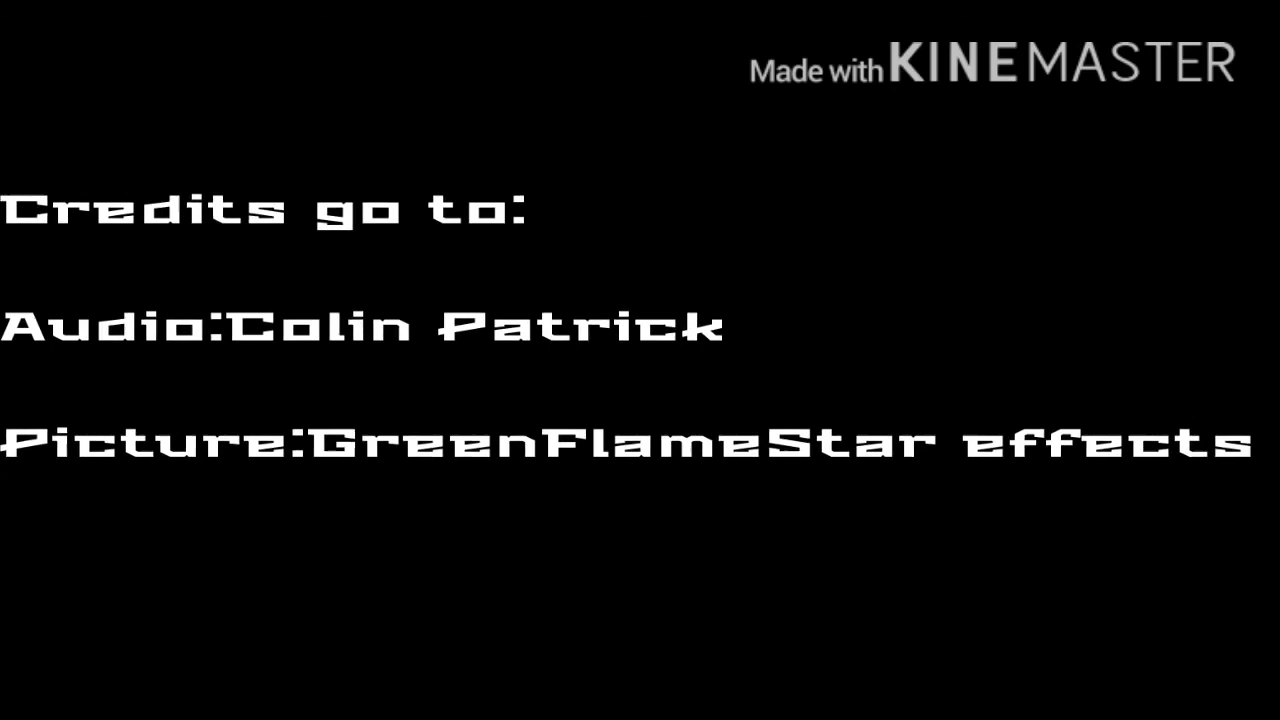 Made with KINEMASTER
Credits go to:
Audio:Colin Patrick
Picture:GreenFlameStar effects